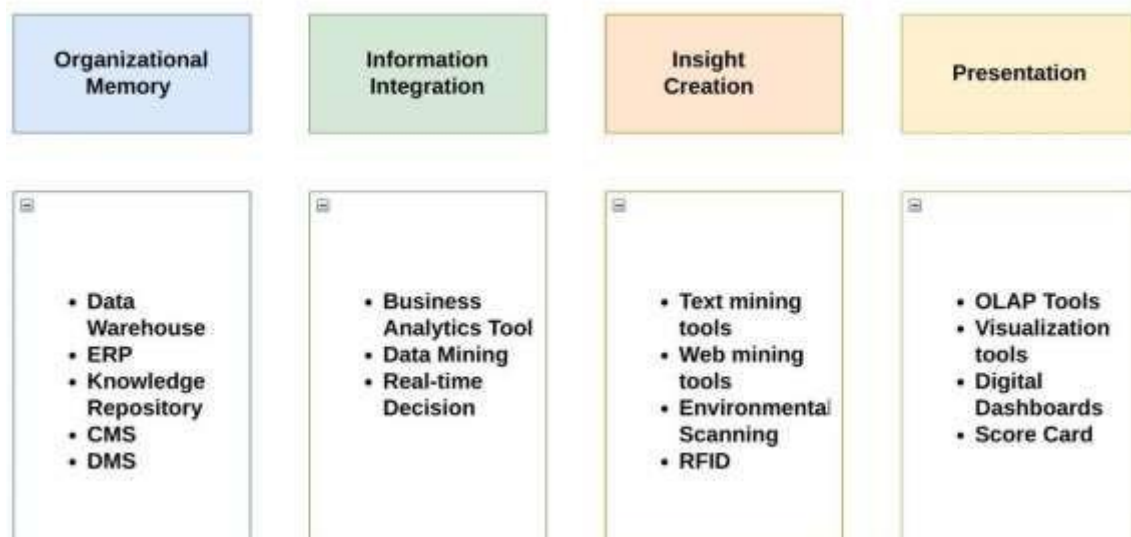 Organizational
Memory
Information
Integration
Insight
Creation
Presentation
• Data
Warehouse
• ERP
• Knowledge
Repository
• CMS
• DMS
• Business
Analytics Tool
• Data Mining
• Real-time
Decision
• Text mining
tools
• Web mining
tools
• Environmental
Scanning
• RFID
• OLAP Tools
• Visualization
tools
• Digital
Dashboards
• Score Card